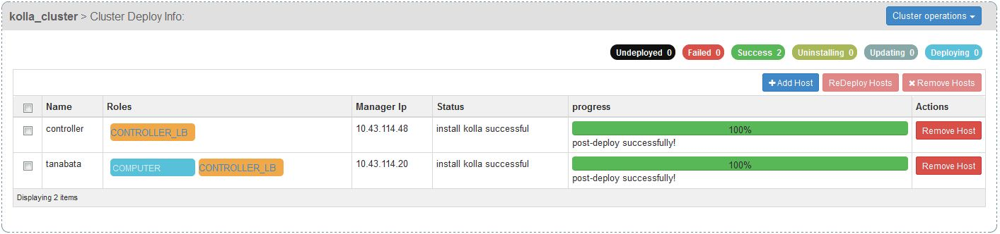 kolla_cluster > Cluster Deploy Info:
Cluster operations
Undeployed 0 Failed 0 Success 2 Uninstalling 0 Updating 0 Deploying 0
Add Host ReDeploy Hosts Remove Hosts
Name Roles Manager Ip Status progress Actions
controller CONTROLLER_LB 10.43.114.48 install kolla successful 100% Remove Host
post-deploy successfully!
tanabata COMPUTER CONTROLLER_LB 10.43.114.20 install kolla successful 100% Remove Host
post-deploy successfully!
Displaying 2 items